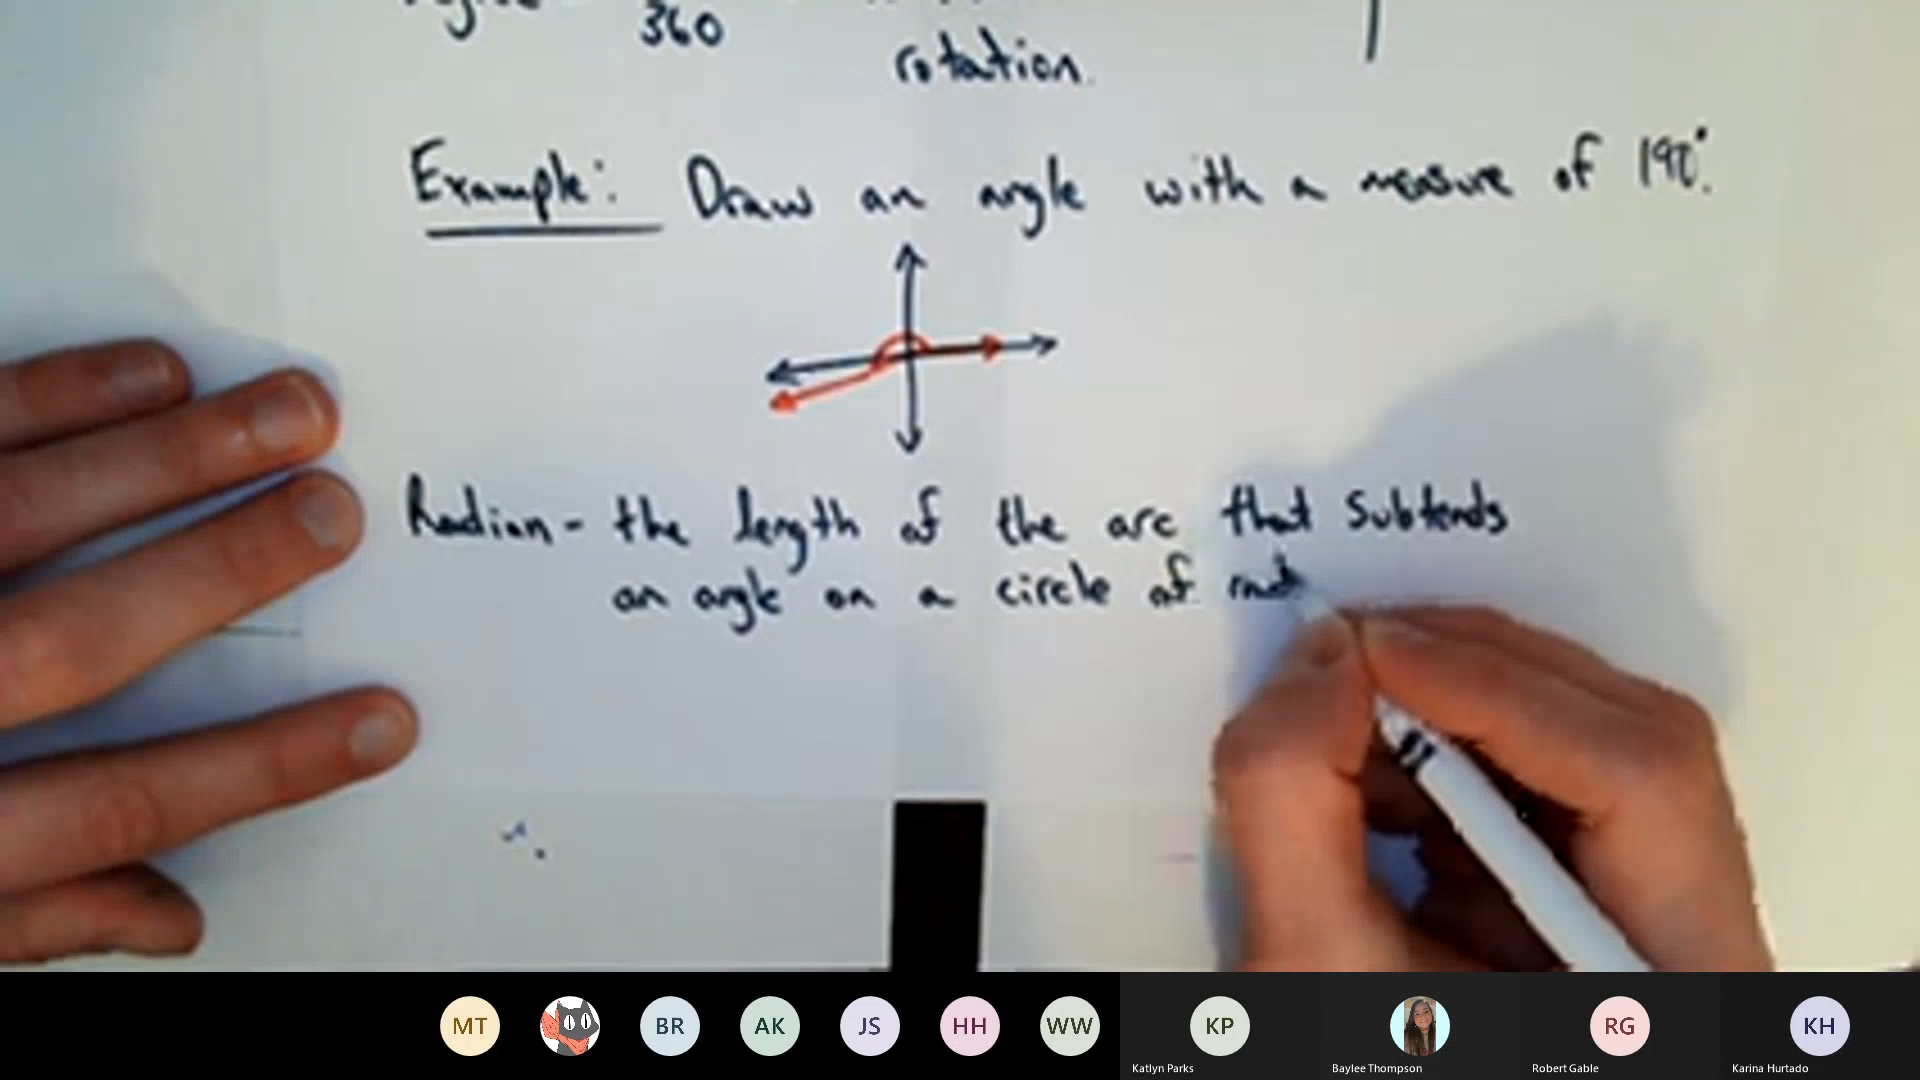 360
rotation.
Example: Draw an angle with a measure of 190°.
Radian - the length of the arc that subtends
an angle on a circle of
MT
BR
AK
JS
HH
WW
KP
RG
KH
Katlyn Parks
Baylee Thompson
Robert Gable
Karina Hurtado